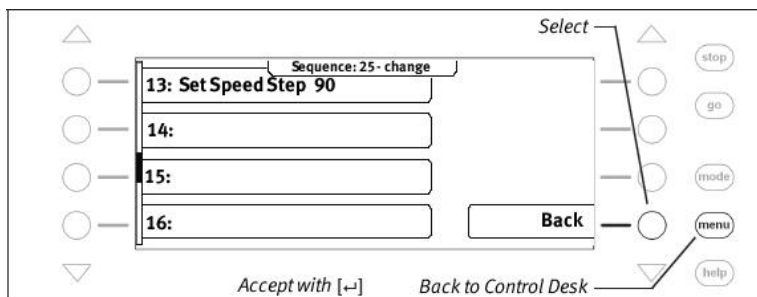 Select
stop
Sequence: 25 - change
13: Set Speed Step 90
go
14:
15:
mode
16:
Back
menu
help
Accept with [↵]
Back to Control Desk